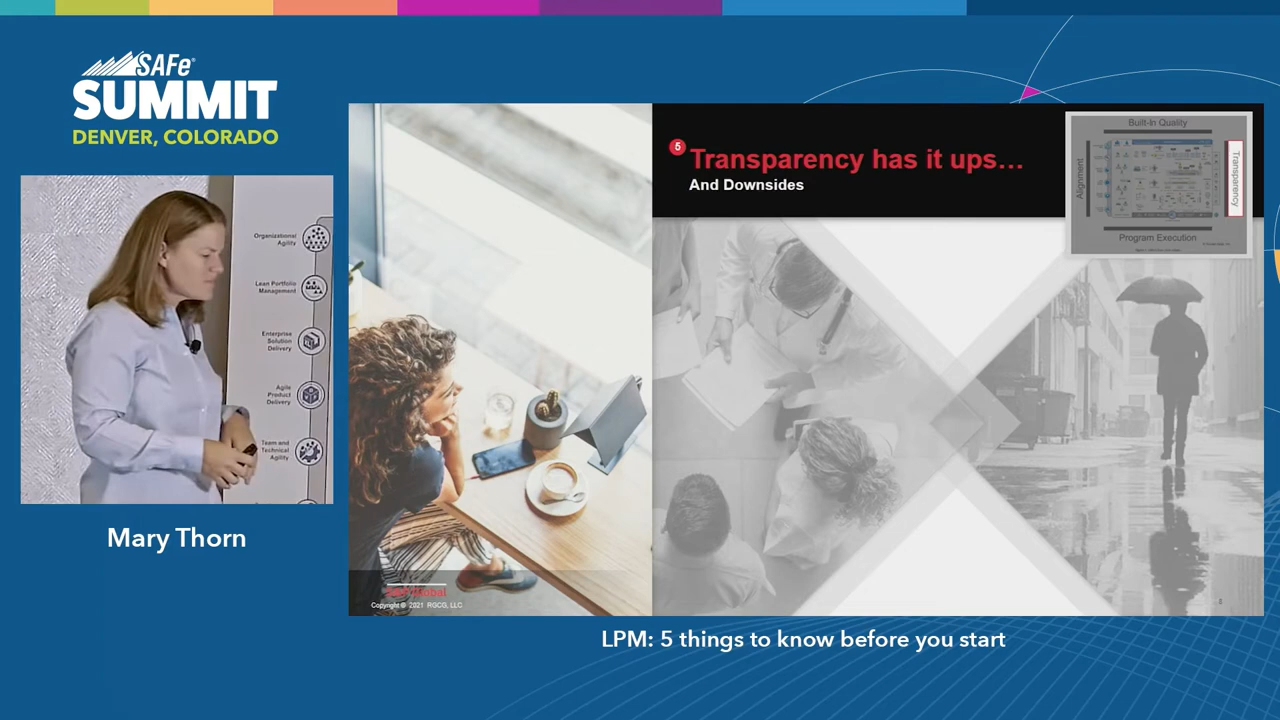 SAFe®
SUMMIT
DENVER, COLORADO
Organizational
Agility
Lean Portfolio
Management
Enterprise
Solution
Delivery
Agile
Product
Delivery
Team and
Technical
Agility
Mary Thorn
5
Transparency has it ups...
And Downsides
Built-In Quality
Alignment
Transparency
Program Execution
S&P Global
Copyright © 2021 RGCG, LLC
LPM: 5 things to know before you start